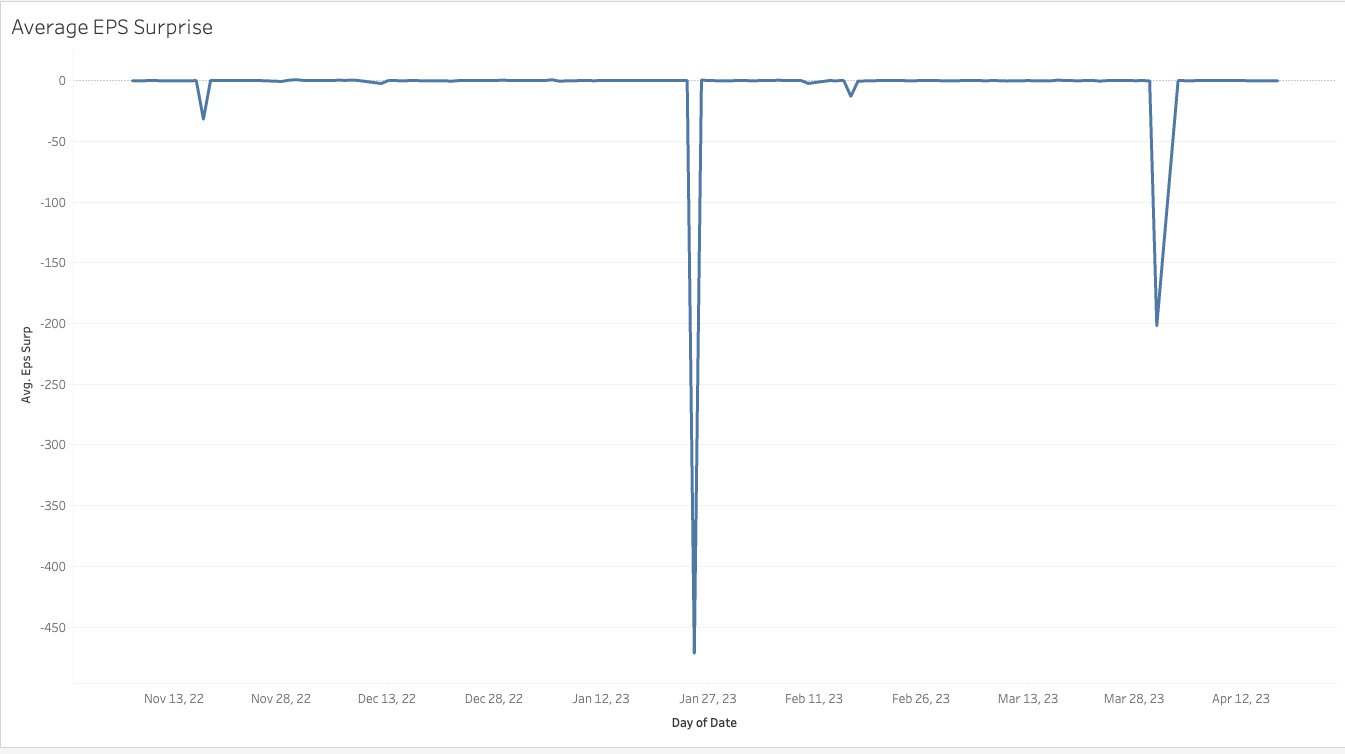 Average EPS Surprise
0
-50
-100
-150
-200
-250
-300
-350
-400
-450
Avg. Eps Surp
Nov 13, 22 Nov 28, 22 Dec 13, 22 Dec 28, 22 Jan 12, 23 Jan 27, 23 Feb 11, 23 Feb 26, 23 Mar 13, 23 Mar 28, 23 Apr 12, 23
Day of Date